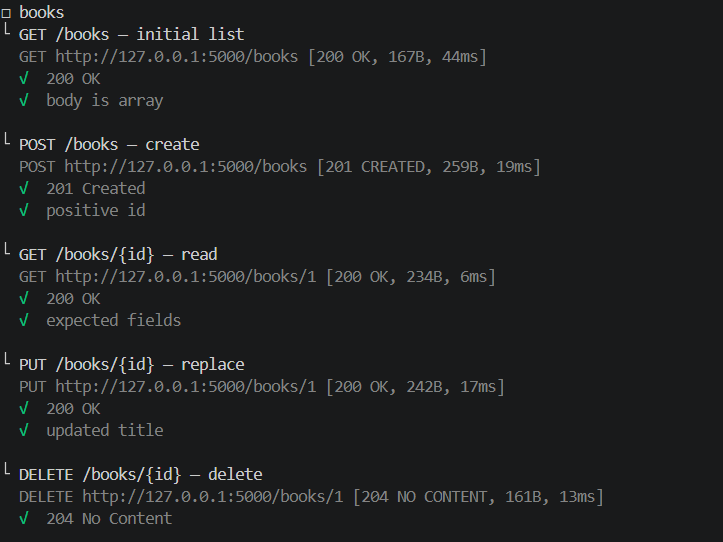 □ books
└ GET /books – initial list
GET http://127.0.0.1:5000/books [200 OK, 167B, 44ms]
√ 200 OK
√ body is array
└ POST /books – create
POST http://127.0.0.1:5000/books [201 CREATED, 259B, 19ms]
√ 201 Created
√ positive id
└ GET /books/{id} – read
GET http://127.0.0.1:5000/books/1 [200 OK, 234B, 6ms]
√ 200 OK
√ expected fields
└ PUT /books/{id} – replace
PUT http://127.0.0.1:5000/books/1 [200 OK, 242B, 17ms]
√ 200 OK
√ updated title
└ DELETE /books/{id} – delete
DELETE http://127.0.0.1:5000/books/1 [204 NO CONTENT, 161B, 13ms]
√ 204 No Content